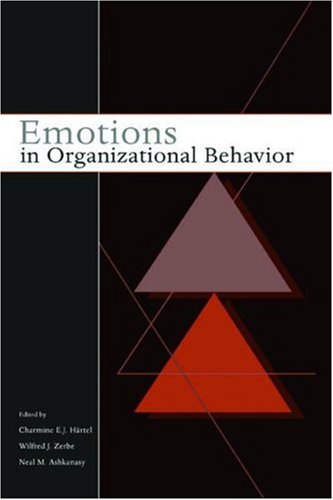 Emotions
in Organizational Behavior
Edited by
Charmine E.J. Härtel
Wilfred J. Zerbe
Neal M. Ashkanasy